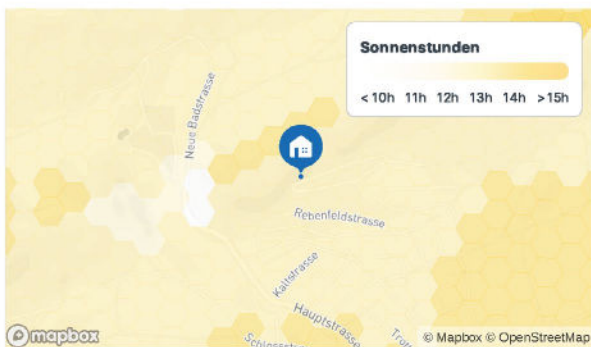 Sonnenstunden
< 10h 11h 12h 13h 14h >15h
Neue Badstrasse
Rebenfeldstrasse
Kaltstrasse
Hauptstrasse
mapbox
© Mapbox © OpenStreetMap